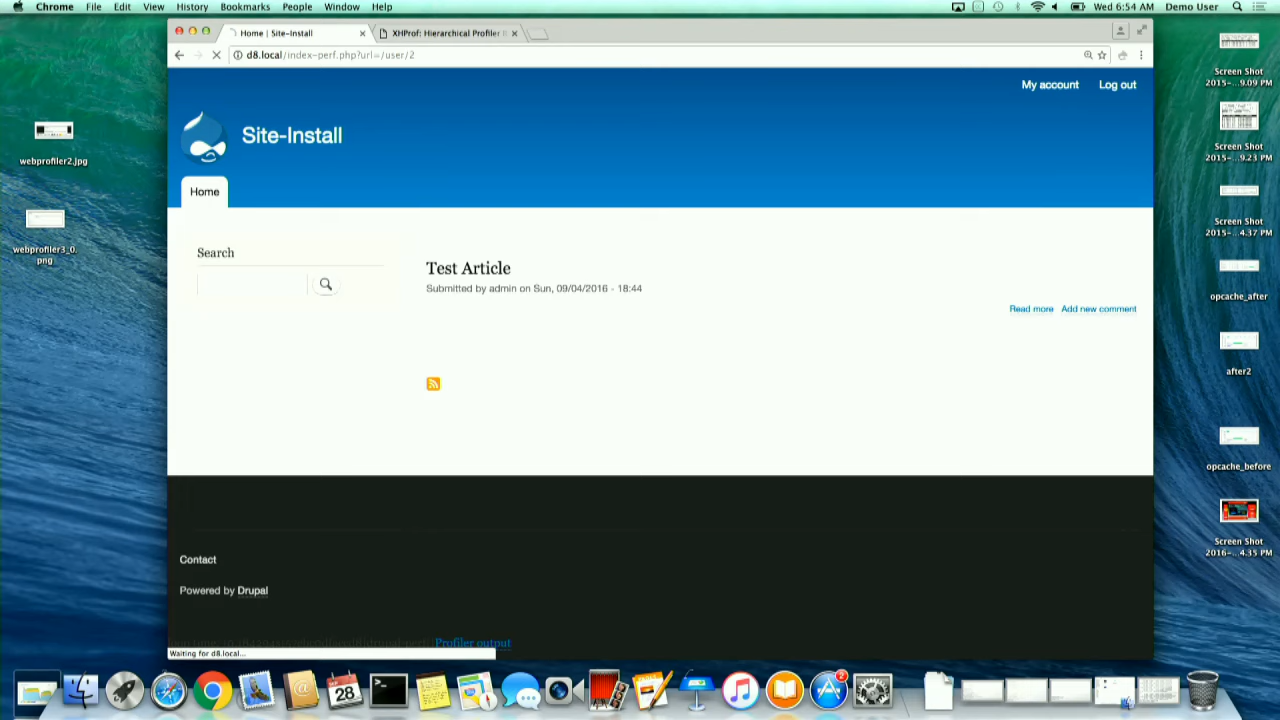 Chrome File Edit View History Bookmarks People Window Help Wed 6:54 AM Demo User
Home | Site-Install XHProf: Hierarchical Profiler
d8.local/index-perf.php?url=/user/2
My account Log out
Site-Install
Home
Search
Test Article
Submitted by admin on Sun, 09/04/2016 - 18:44
Read more Add new comment
Contact
Powered by Drupal
Profiler output
Waiting for d8.local...
webprofiler2.jpg
webprofiler3_0.
png
Screen Shot
2015-...9.09 PM
Screen Shot
2015-...9.23 PM
Screen Shot
2015-...4.37 PM
opcache_after
after2
opcache_before
Screen Shot
2016-...4.35 PM
28
2